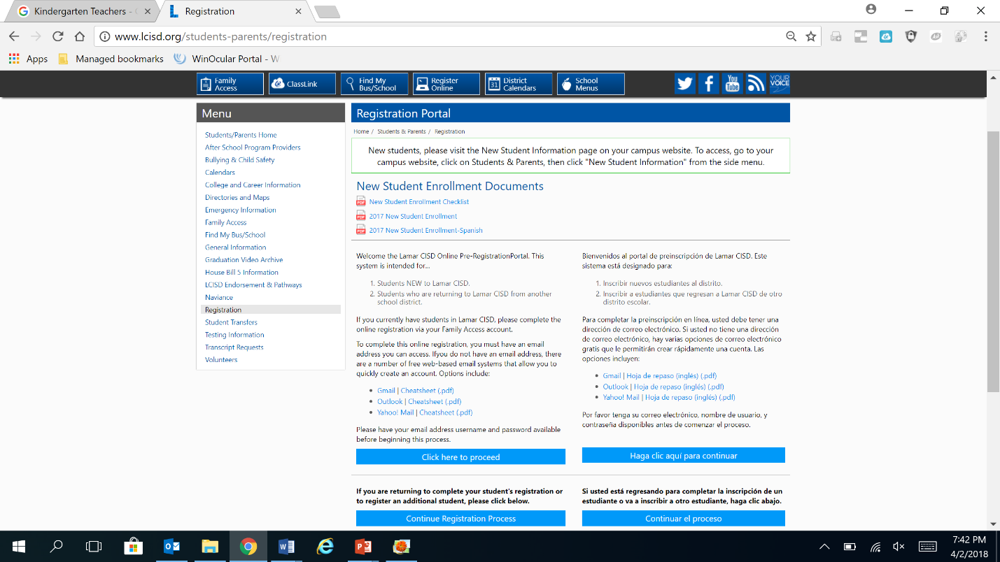 Kindergarten Teachers -
Registration
www.lcisd.org/students-parents/registration
Apps
Managed bookmarks
WinOcular Portal - W
Family
Access
ClassLink
Find My
Bus/School
Register
Online
31
District
Calendars
School
Menus
You
Tube
YOUR
VOICE
Menu
Students/Parents Home
After School Program Providers
Bullying & Child Safety
Calendars
College and Career Information
Directories and Maps
Emergency Information
Family Access
Find My Bus/School
General Information
Graduation Video Archive
House Bill 5 Information
LCISD Endorsement & Pathways
Naviance
Registration
Student Transfers
Testing Information
Transcript Requests
Volunteers
Registration Portal
Home / Students & Parents / Registration
New students, please visit the New Student Information page on your campus website. To access, go to your
campus website, click on Students & Parents, then click "New Student Information" from the side menu.
New Student Enrollment Documents
PDF New Student Enrollment Checklist
PDF 2017 New Student Enrollment
PDF 2017 New Student Enrollment-Spanish
Welcome the Lamar CISD Online Pre-RegistrationPortal. This
system is intended for...
1. Students NEW to Lamar CISD.
2. Students who are returning to Lamar CISD from another
school district.
If you currently have students in Lamar CISD, please complete the
online registration via your Family Access account.
To complete this online registration, you must have an email
address you can access. Ifyou do not have an email address, there
are a number of free web-based email systems that allow you to
quickly create an account. Options include:
• Gmail | Cheatsheet (.pdf)
• Outlook | Cheatsheet (.pdf)
• Yahoo! Mail | Cheatsheet (.pdf)
Please have your email address username and password available
before beginning this process.
Click here to proceed
If you are returning to complete your student's registration or
to register an additional student, please click below.
Continue Registration Process
Bienvenidos al portal de preinscripción de Lamar CISD. Este
sistema está designado para:
1. Inscribir nuevos estudiantes al distrito.
2. Inscribir a estudiantes que regresan a Lamar CISD de otro
distrito escolar.
Para completar la preinscripción en línea, usted debe tener una
dirección de correo electrónico. Si usted no tiene una dirección
de correo electrónico, hay varias opciones de correo electrónico
gratis que le permitirán crear rápidamente una cuenta. Las
opciones incluyen:
• Gmail | Hoja de repaso (inglés) (.pdf)
• Outlook | Hoja de repaso (inglés) (.pdf)
• Yahoo! Mail | Hoja de repaso (inglés) (.pdf)
Por favor tenga su correo electrónico, nombre de usuario, y
contraseña disponibles antes de comenzar el proceso.
Haga clic aquí para continuar
Si usted está regresando para completar la inscripción de un
estudiante o va a inscribir a otro estudiante, haga clic abajo.
Continuar el proceso
7:42 PM
4/2/2018